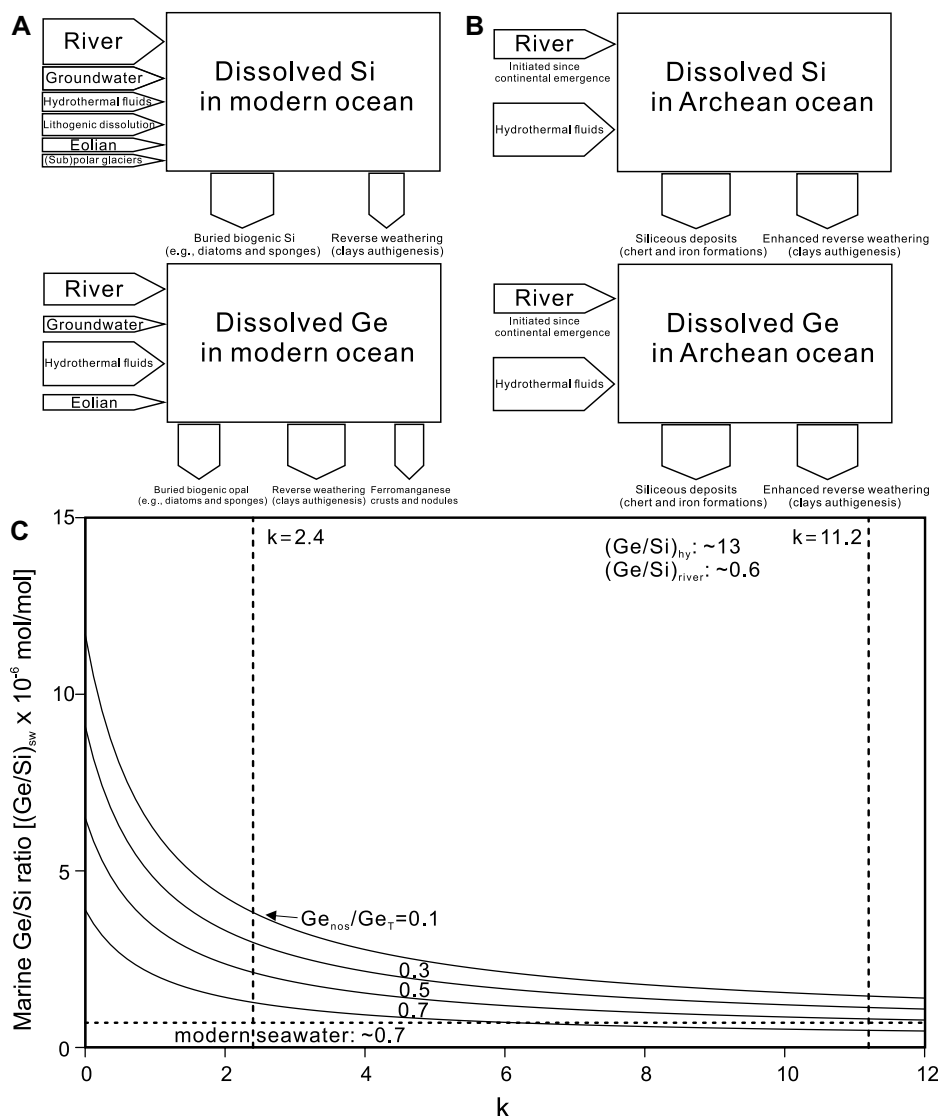 A
River
Groundwater
Hydrothermal fluids
Lithogenic dissolution
Eolian
(Sub)polar glaciers
Dissolved Si
in modern ocean
Buried biogenic Si
(e.g., diatoms and sponges)
Reverse weathering
(clays authigenesis)
River
Groundwater
Hydrothermal
fluids
Eolian
Dissolved Ge
in modern ocean
Buried biogenic opal
(e.g., diatoms and sponges)
Reverse weathering
(clays authigenesis)
Ferromanganese
crusts and nodules
B
River
Initiated since
continental emergence
Hydrothermal fluids
Dissolved Si
in Archean ocean
Siliceous deposits
(chert and iron formations)
Enhanced reverse weathering
(clays authigenesis)
River
Initiated since
continental emergence
Hydrothermal fluids
Dissolved Ge
in Archean ocean
Siliceous deposits
(chert and iron formations)
Enhanced reverse weathering
(clays authigenesis)
C
Marine Ge/Si ratio [(Ge/Si)sw x 10-6 mol/mol]
15
10
5
0
k=2.4
(Ge/Si)hy: ~13
(Ge/Si)river: ~0.6
k=11.2
Genos/GeT=0.1
0.3
0.5
0.7
modern seawater: ~0.7
0 2 4 6 8 10 12
k